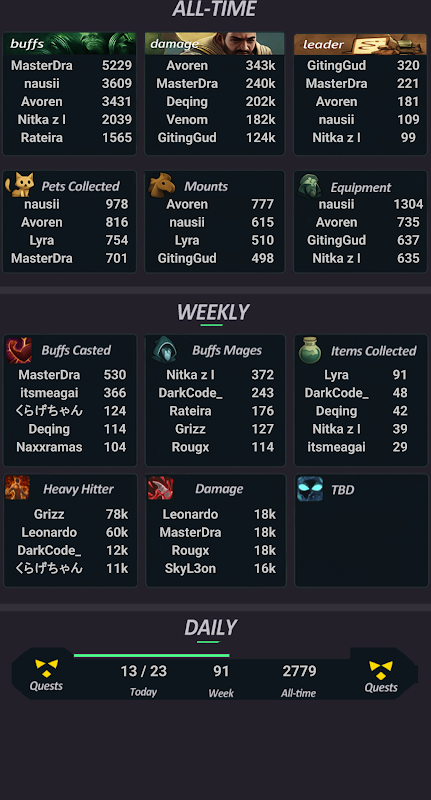 ALL-TIME
buffs
MasterDra 5229
nausii 3609
Avoren 3431
Nitka z l 2039
Rateira 1565
damage
Avoren 343k
MasterDra 240k
Deqing 202k
Venom 182k
GitingGud 124k
leader
GitingGud 320
MasterDra 221
Avoren 181
nausii 109
Nitka z l 99
Pets Collected
nausii 978
Avoren 816
Lyra 754
MasterDra 701
Mounts
Avoren 777
nausii 615
Lyra 510
GitingGud 498
Equipment
nausii 1304
Avoren 735
GitingGud 637
Nitka z l 635
WEEKLY
Buffs Casted
MasterDra 530
itsmeagai 366
くらげちゃん 124
Deqing 114
Naxxramas 104
Buffs Mages
Nitka z l 372
DarkCode_ 243
Rateira 176
Grizz 127
Rougx 114
Items Collected
Lyra 91
DarkCode_ 48
Deqing 42
Nitka z l 39
itsmeagai 29
Heavy Hitter
Grizz 78k
Leonardo 60k
DarkCode_ 12k
くらげちゃん 11k
Damage
Leonardo 18k
MasterDra 18k
Rougx 18k
SkyL3on 16k
TBD
DAILY
Quests
13 / 23 91 2779
Today Week All-time
Quests